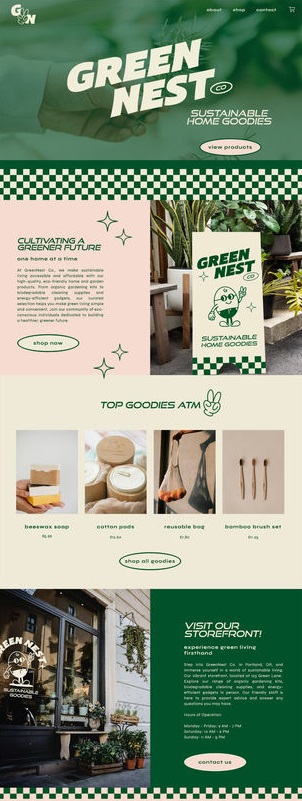 G N
about shop contact
GREEN
NEST CO
SUSTAINABLE
HOME GOODIES
view products
CULTIVATING A
GREENER FUTURE
one home at a time
At GreenNest Co, we make sustainable
living accessible and affordable with our
high-quality, eco-friendly home and garden
products. From organic gardening kits to
biodegradable cleaning supplies and
energy-efficient gadgets, our curated
selection helps you make green living simple
and convenient. Join our community of eco-
conscious individuals dedicated to building
a healthier, greener future.
shop now
GREEN
NEST CO
SUSTAINABLE
HOME GOODIES
TOP GOODIES ATM
beeswax soap
cotton pads
reusable bag
bamboo brush set
shop all goodies
GREEN NEST
SUSTAINABLE
HOME GOODIES
VISIT OUR
STOREFRONT!
experience green living
firsthand
Step into GreenNest Co. in Portland, OR, and
immerse yourself in a world of sustainability.
Our vibrant storefront, located at 123 Green Lane.
Explore our range of organic gardening kits,
biodegradable cleaning supplies, and energy-
efficient gadgets in person. Our friendly staff is
here to provide expert advice and answer any
questions you may have.
Hours of Operation:
Monday - Friday: 9 AM - 7 PM
Saturday: 10 AM - 6 PM
Sunday: 11 AM - 5 PM
contact us